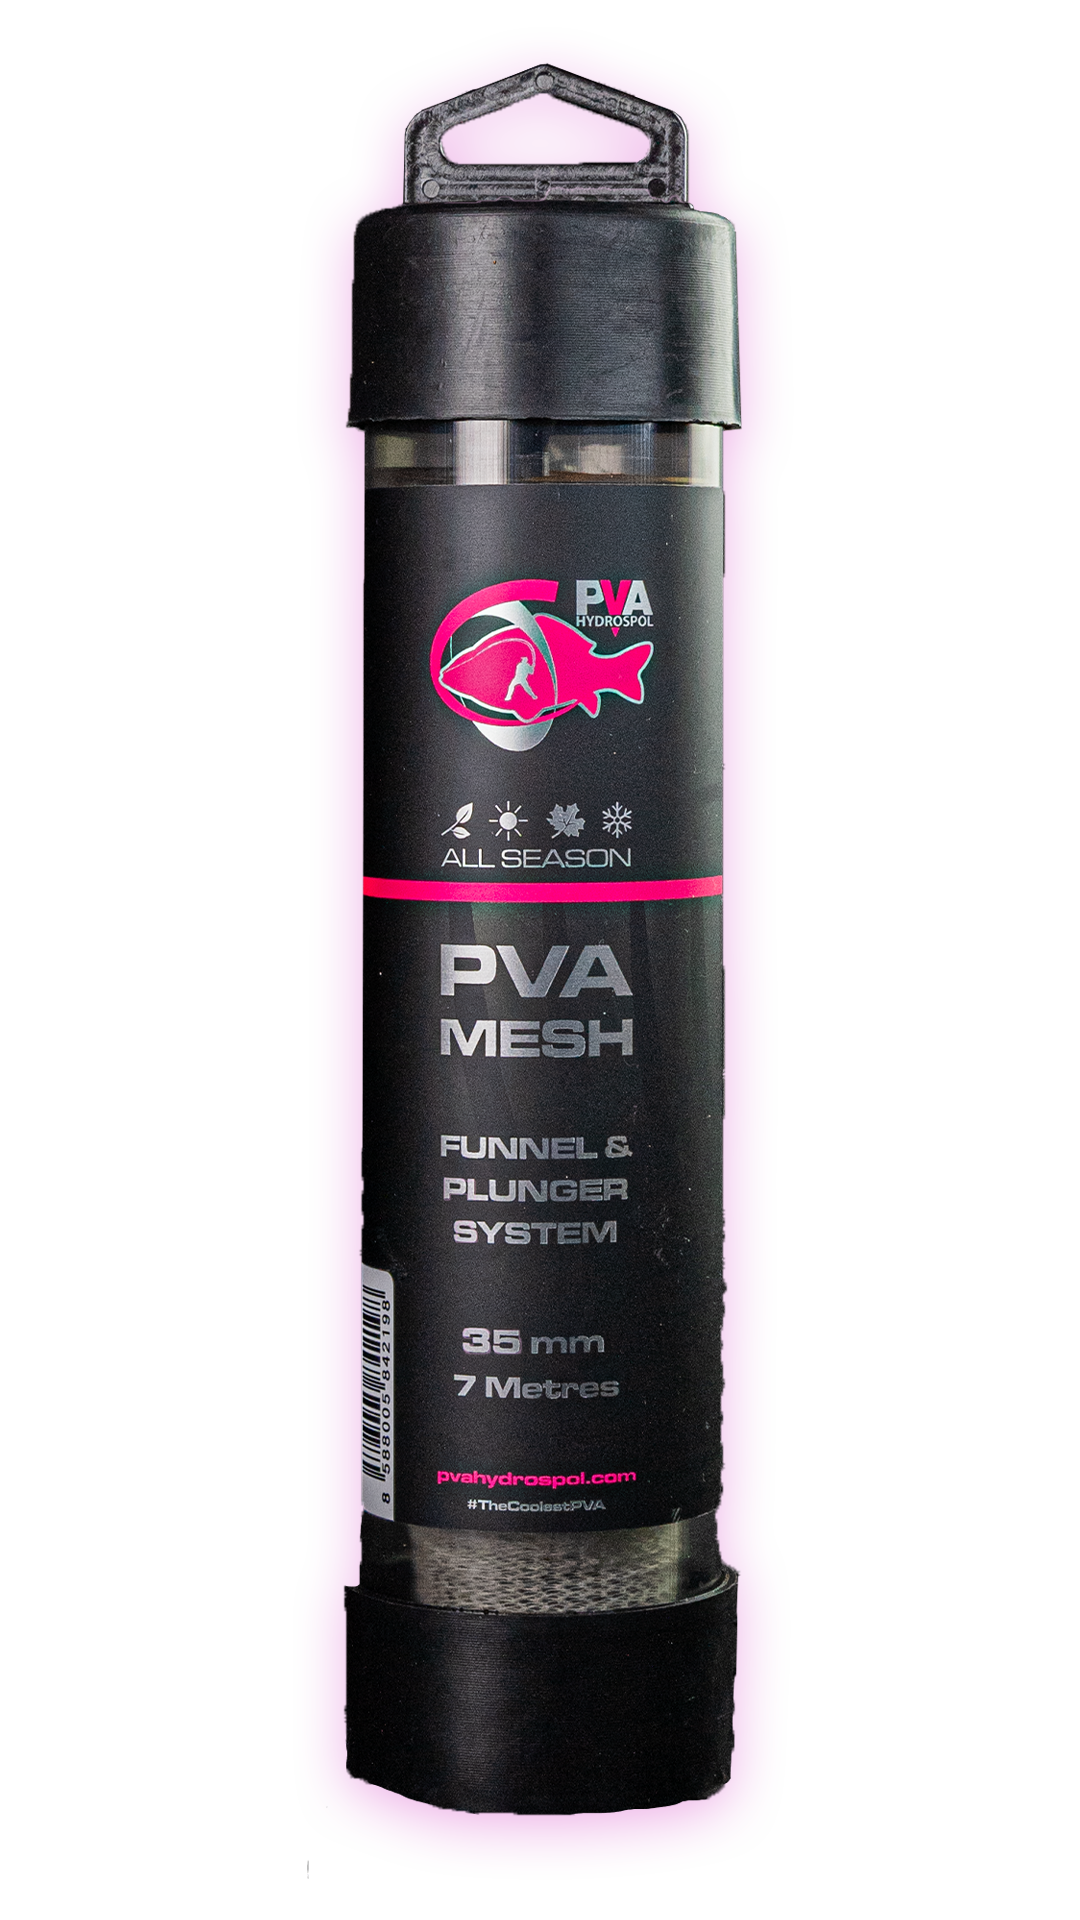 PVA
HYDROSPOL
ALL SEASON
PVA
MESH
FUNNEL &
PLUNGER
SYSTEM
35 mm
7 Metres
8 588005 842198
pvahydrospol.com
#TheCoolestPVA